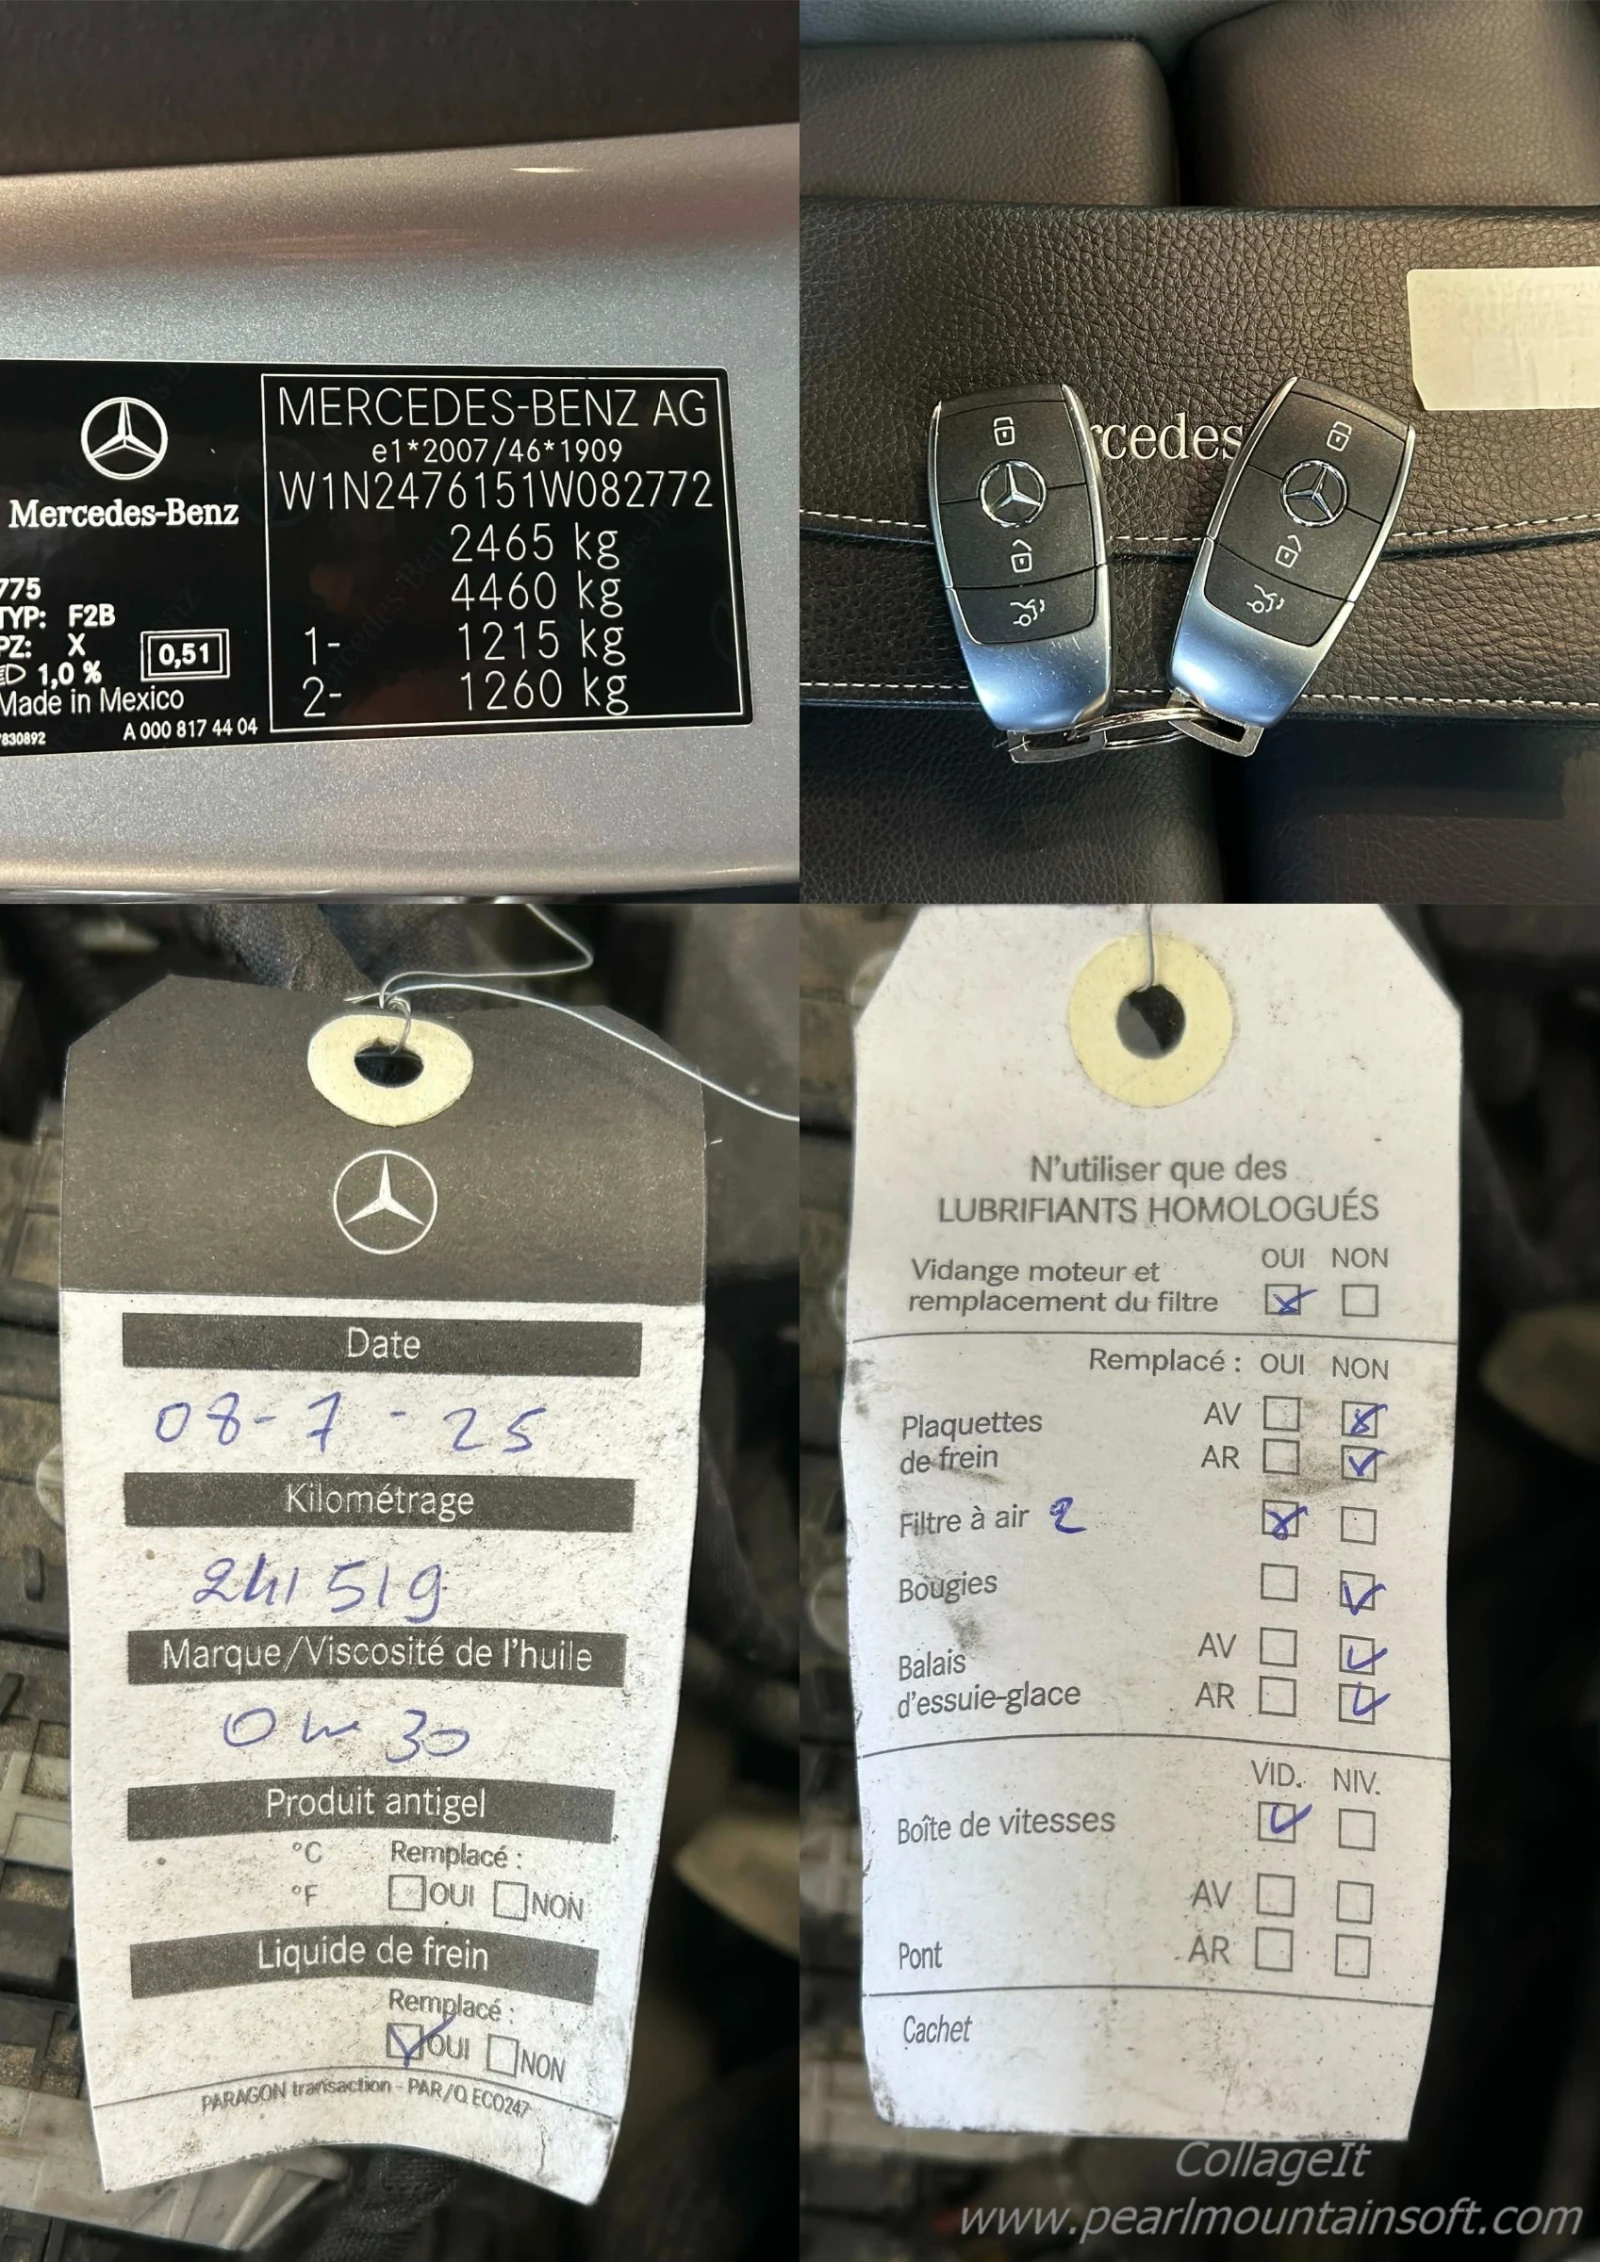 MERCEDES-BENZ AG
e1*2007/46*1909
W1N2476151W082772
2465 kg
4460 kg
1- 1215 kg
2- 1260 kg
Mercedes-Benz
775
TYP: F2B
PZ: X
1,0 %
0,51
Made in Mexico
7830892
A 000 817 44 04
rcedes
Date
08-7-25
Kilométrage
241519
Marque/Viscosité de l'huile
0w30
Produit antigel
°C Remplacé :
°F OUI NON
Liquide de frein
Remplacé :
OUI NON
PARAGON transaction - PAR/Q ECO247
N'utiliser que des
LUBRIFIANTS HOMOLOGUÉS
OUI NON
Vidange moteur et
remplacement du filtre
Remplacé : OUI NON
Plaquettes AV
de frein AR
Filtre à air 2
Bougies
Balais AV
d'essuie-glace AR
VID. NIV.
Boîte de vitesses
AV
Pont AR
Cachet
CollageIt
www.pearlmountainsoft.com